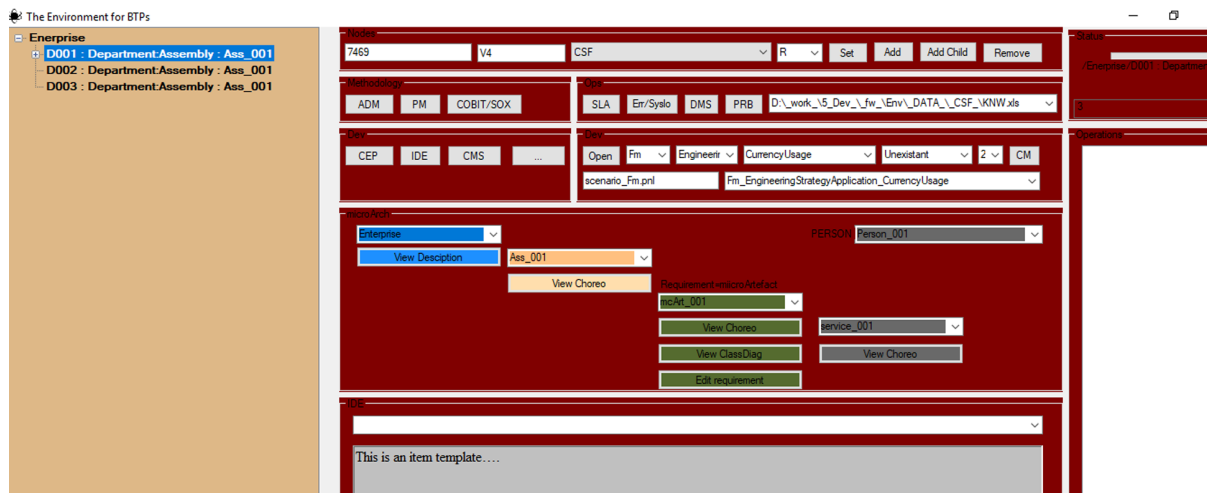 The Environment for BTPs
Enerprise
D001 : Department:Assembly : Ass_001
D002 : Department:Assembly : Ass_001
D003 : Department:Assembly : Ass_001
Nodes
7469 V4 CSF R Set Add Add Child Remove
Methodology
ADM PM COBIT/SOX
Ops
SLA Err/Syslo DMS PRB D:\_work_\5_Dev_\_fw_\Env\_DATA_\_CSF_\KNW.xls
Dev
CEP IDE CMS ...
Dev
Open Fm Engineerir CurrencyUsage Unexistant 2 CM
scenario_Fm.pnl Fm_EngineeringStrategyApplication_CurrencyUsage
microArch
Enterprise PERSON Person_001
View Desciption Ass_001
View Choreo Requirement=microArtefact
mcArt_001
View Choreo service_001
View ClassDiag View Choreo
Edit requirement
IDE
This is an item template....
Status
/Enerprise/D001 : Departmen
3
Operations